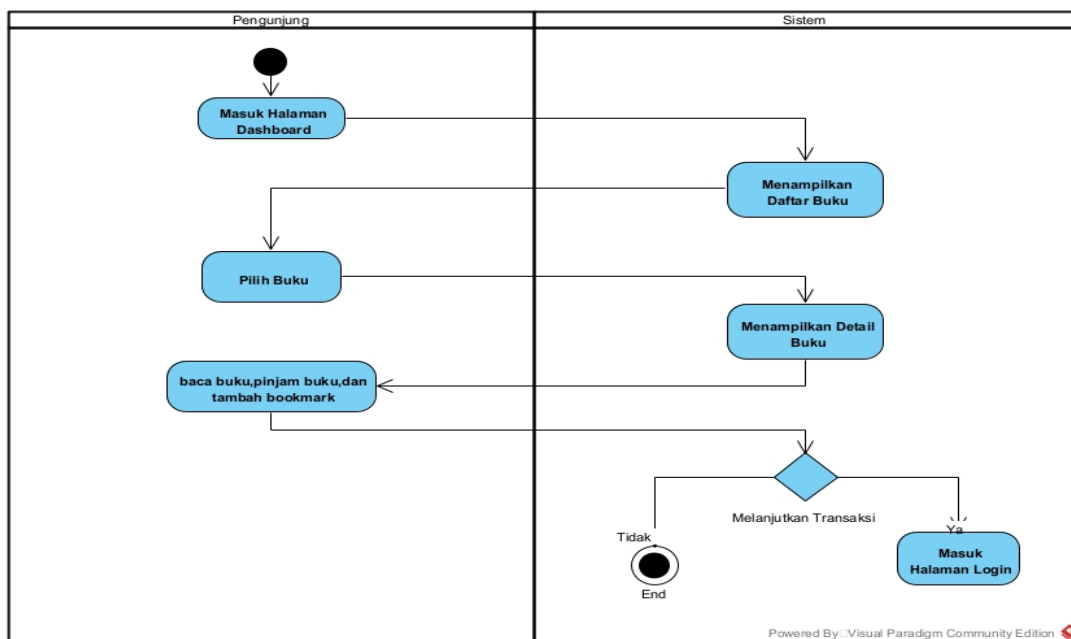 Pengunjung
Sistem
Masuk Halaman
Dashboard
Menampilkan
Daftar Buku
Pilih Buku
Menampilkan Detail
Buku
baca buku,pinjam buku,dan
tambah bookmark
Melanjutkan Transaksi
Tidak
Ya
End
Masuk
Halaman Login
Powered By Visual Paradigm Community Edition